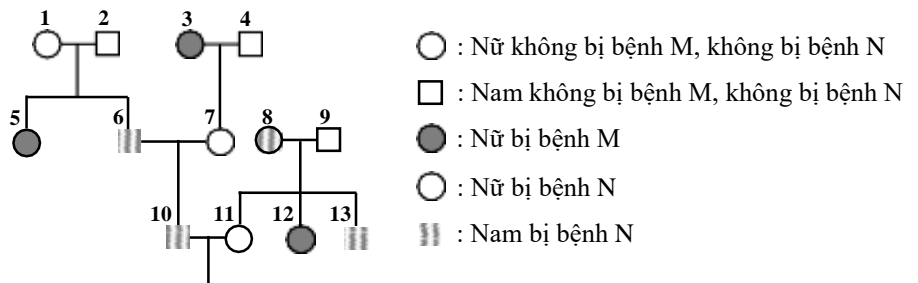 1 2 3 4
5 6 7 8 9
10 11 12 13
: Nữ không bị bệnh M, không bị bệnh N
: Nam không bị bệnh M, không bị bệnh N
: Nữ bị bệnh M
: Nữ bị bệnh N
: Nam bị bệnh N